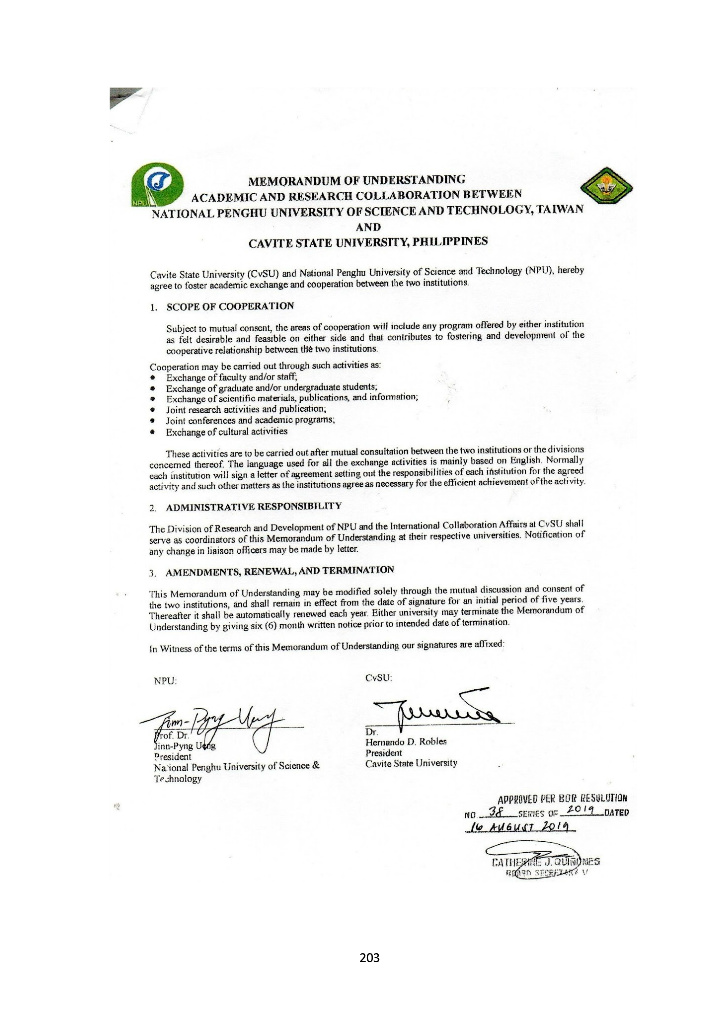 NPU
MEMORANDUM OF UNDERSTANDING
ACADEMIC AND RESEARCH COLLABORATION BETWEEN
NATIONAL PENGHU UNIVERSITY OF SCIENCE AND TECHNOLOGY, TAIWAN
AND
CAVITE STATE UNIVERSITY, PHILIPPINES
Cavite State University (CvSU) and National Penghu University of Science and Technology (NPU), hereby
agree to foster academic exchange and cooperation between the two institutions.
1. SCOPE OF COOPERATION
Subject to mutual consent, the areas of cooperation will include any program offered by either institution
as felt desirable and feasible on either side and that contributes to fostering and development of the
cooperative relationship between the two institutions.
Cooperation may be carried out through such activities as:
• Exchange of faculty and/or staff;
• Exchange of graduate and/or undergraduate students;
• Exchange of scientific materials, publications, and information;
• Joint research activities and publication;
• Joint conferences and academic programs;
• Exchange of cultural activities
These activities are to be carried out after mutual consultation between the two institutions or the divisions
concerned thereof. The language used for all the exchange activities is mainly based on English. Normally
each institution will sign a letter of agreement setting out the responsibilities of each institution for the agreed
activity and such other matters as the institutions agree as necessary for the efficient achievement of the activity.
2. ADMINISTRATIVE RESPONSIBILITY
The Division of Research and Development of NPU and the International Collaboration Affairs at CvSU shall
serve as coordinators of this Memorandum of Understanding at their respective universities. Notification of
any change in liaison officers may be made by letter.
3. AMENDMENTS, RENEWAL, AND TERMINATION
This Memorandum of Understanding may be modified solely through the mutual discussion and consent of
the two institutions, and shall remain in effect from the date of signature for an initial period of five years.
Thereafter it shall be automatically renewed each year. Either university may terminate the Memorandum of
Understanding by giving six (6) month written notice prior to intended date of termination.
In Witness of the terms of this Memorandum of Understanding our signatures are affixed:
NPU:
Prof. Dr.
Jinn-Pyng Ueng
President
National Penghu University of Science &
Technology
CvSU:
Dr.
Hernando D. Robles
President
Cavite State University
APPROVED PER BOR RESOLUTION
NO 38 SERIES OF 2019 DATED
16 AUGUST 2019
CATHERINE J. QUIRONES
BOARD SECRETARY V
203